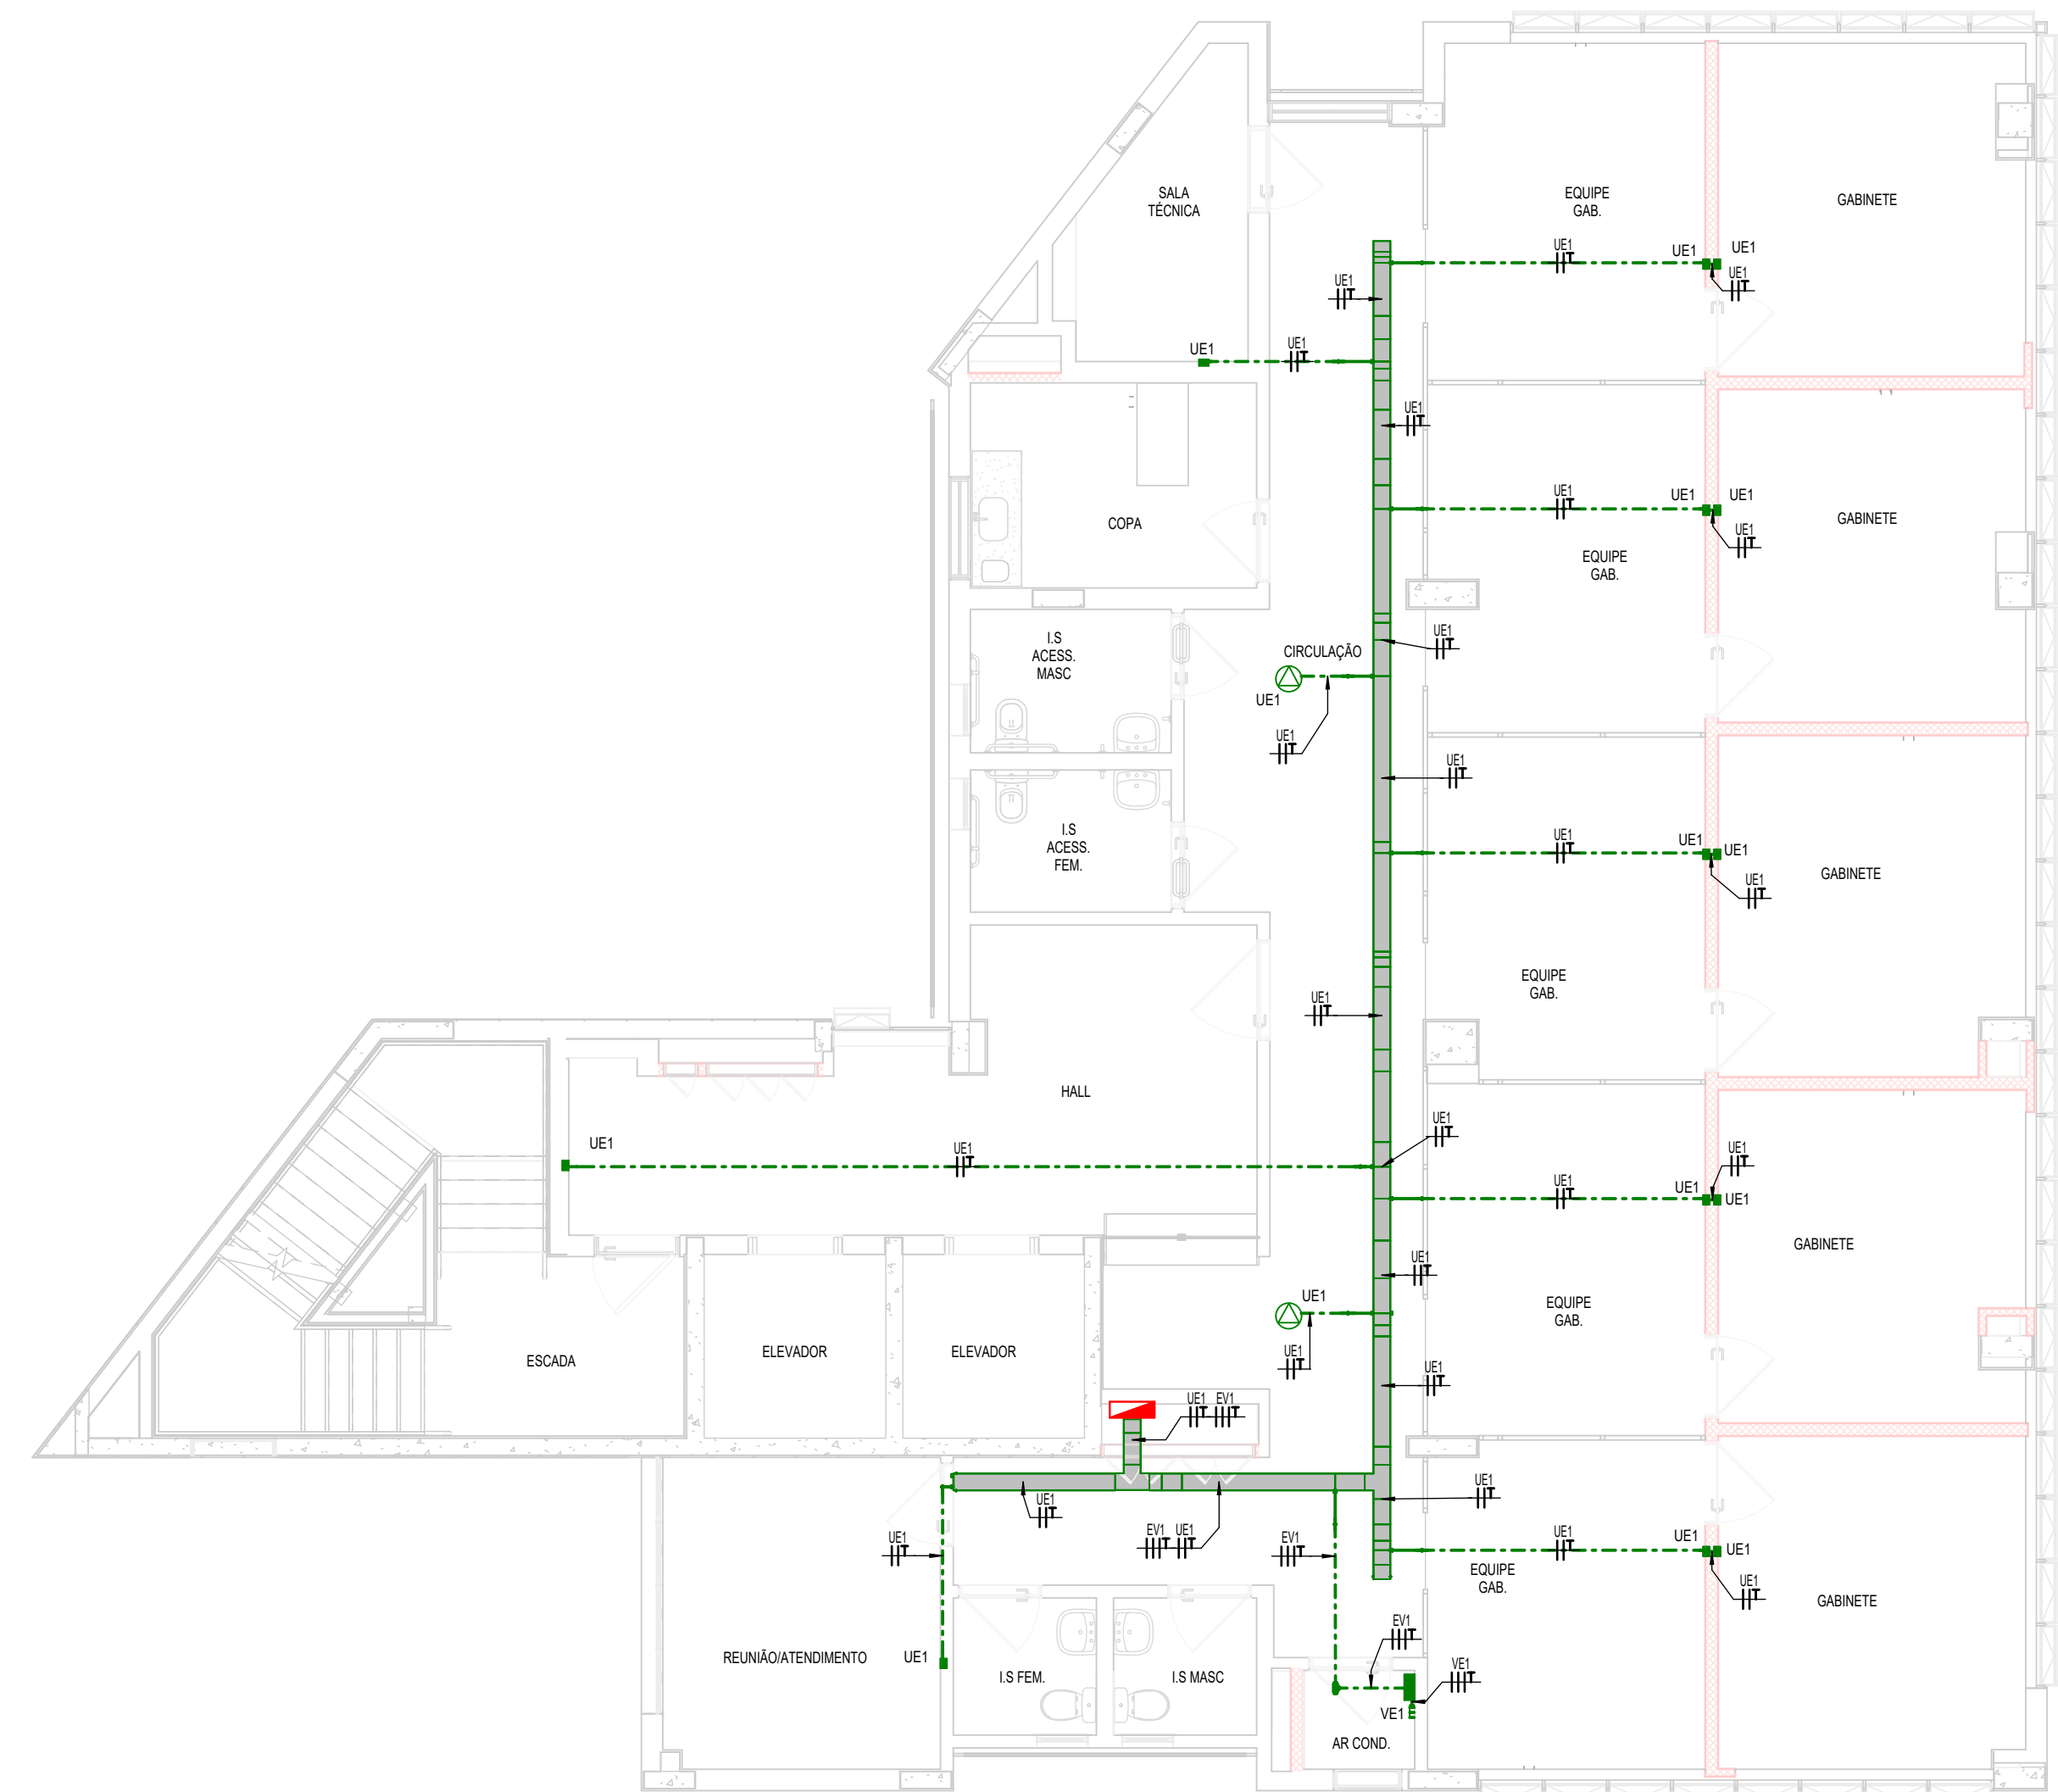 SALA
TÉCNICA
EQUIPE
GAB.
GABINETE
UE1
UE1
UE1
UE1
T
T
UE1
T
UE1
UE1
T
UE1
T
COPA
UE1
T
UE1
UE1
UE1
T
GABINETE
EQUIPE
GAB.
I.S
ACESS.
MASC
CIRCULAÇÃO
UE1
T
UE1
UE1
T
UE1
T
I.S
ACESS.
FEM.
UE1
T
UE1
UE1
UE1
T
GABINETE
EQUIPE
GAB.
UE1
T
HALL
UE1
UE1
T
UE1
T
UE1
T
UE1
UE1
T
UE1
GABINETE
UE1
T
EQUIPE
GAB.
UE1
UE1
T
ESCADA
ELEVADOR
ELEVADOR
UE1
T
UE1 EV1
T T
UE1
T
UE1
T
UE1
T
EV1 UE1
T T
EV1
T
UE1
T
UE1
UE1
UE1
T
EQUIPE
GAB.
GABINETE
REUNIÃO/ATENDIMENTO
UE1
I.S FEM.
I.S MASC
EV1
T
VE1
T
VE1
AR COND.